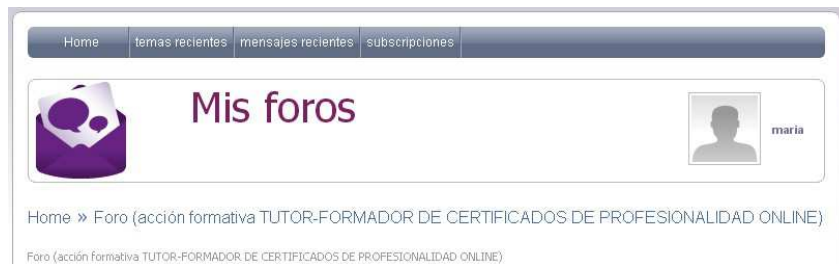 Home temas recientes mensajes recientes subscripciones
Mis foros
maria
Home » Foro (acción formativa TUTOR-FORMADOR DE CERTIFICADOS DE PROFESIONALIDAD ONLINE)
Foro (acción formativa TUTOR-FORMADOR DE CERTIFICADOS DE PROFESIONALIDAD ONLINE)